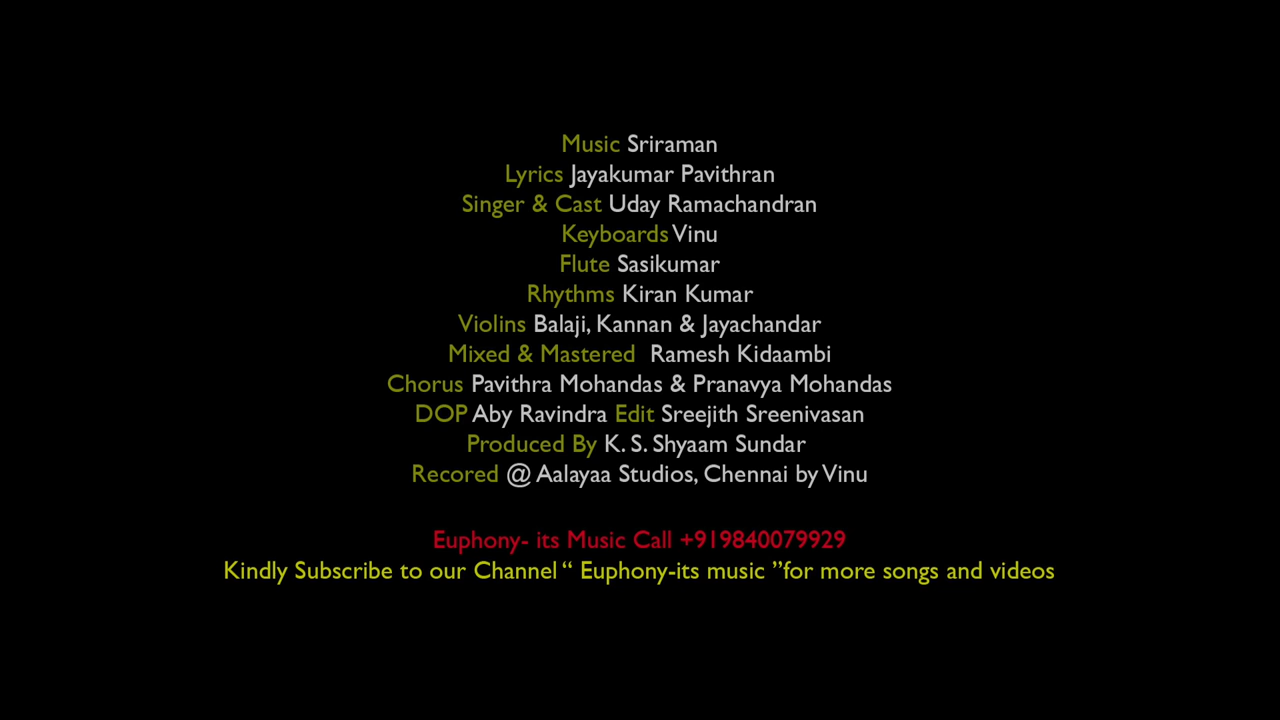 Music Sriraman
Lyrics Jayakumar Pavithran
Singer & Cast Uday Ramachandran
Keyboards Vinu
Flute Sasikumar
Rhythms Kiran Kumar
Violins Balaji, Kannan & Jayachandar
Mixed & Mastered  Ramesh Kidaambi
Chorus Pavithra Mohandas & Pranavya Mohandas
DOP Aby Ravindra Edit Sreejith Sreenivasan
Produced By K. S. Shyaam Sundar
Recored @ Aalayaa Studios, Chennai by Vinu
Euphony- its Music Call +919840079929
Kindly Subscribe to our Channel “ Euphony-its music ”for more songs and videos